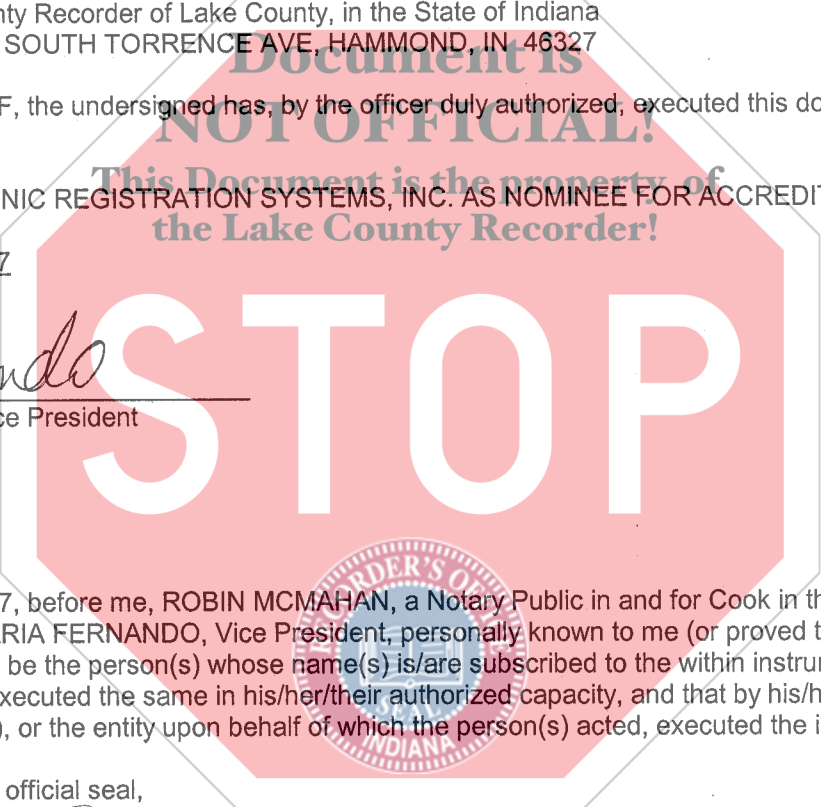 nty Recorder of Lake County, in the State of Indiana
SOUTH TORRENCE AVE, HAMMOND, IN 46327
Document is
F, the undersigned has, by the officer duly authorized, executed this do
NOT OFFICIAL!
This Document is the property of
NIC REGISTRATION SYSTEMS, INC. AS NOMINEE FOR ACCREDIT
the Lake County Recorder!
7
STOP
ndo
ce President
7, before me, ROBIN MCMAHAN, a Notary Public in and for Cook in th
ARIA FERNANDO, Vice President, personally known to me (or proved t
be the person(s) whose name(s) is/are subscribed to the within instru
xecuted the same in his/her/their authorized capacity, and that by his/h
), or the entity upon behalf of which the person(s) acted, executed the i
RECORDER'S OFFICE
SEAL
INDIANA
official seal,